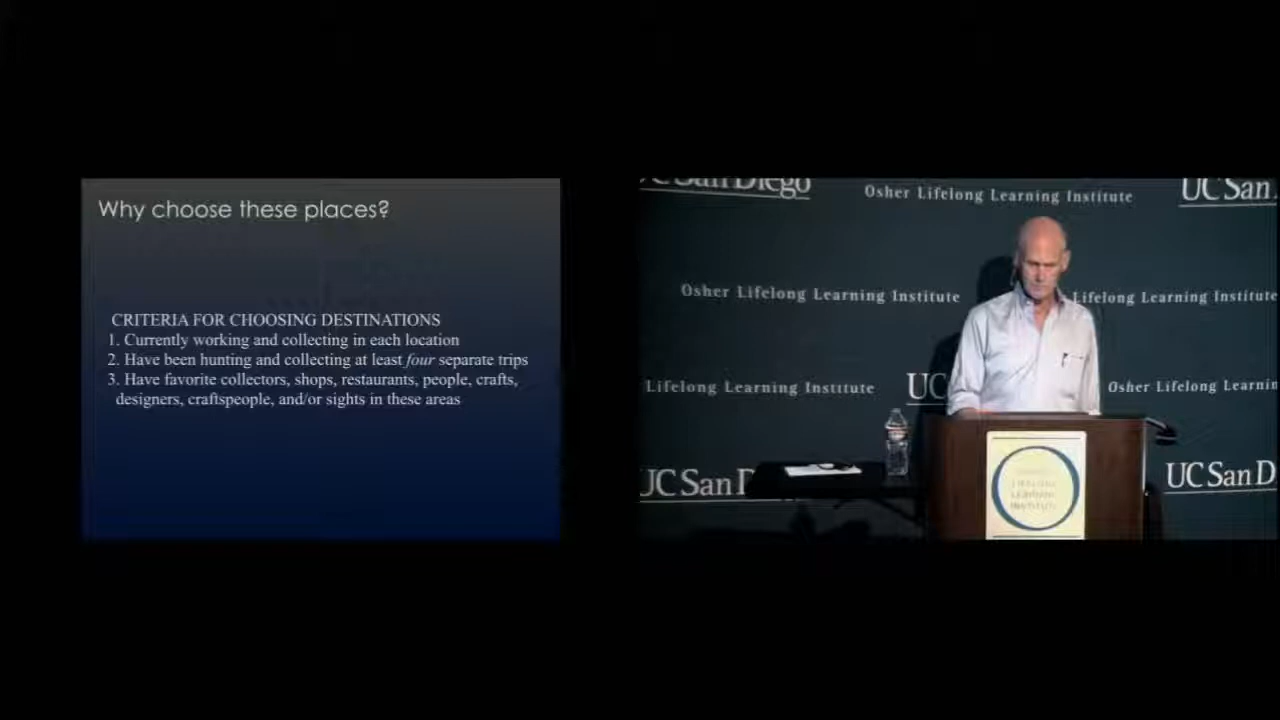 Why choose these places?
CRITERIA FOR CHOOSING DESTINATIONS
1. Currently working and collecting in each location
2. Have been hunting and collecting at least four separate trips
3. Have favorite collectors, shops, restaurants, people, crafts,
designers, craftspeople, and/or sights in these areas
UC San Diego
Osher Lifelong Learning Institute
UC San
Osher Lifelong Learning Institute
Lifelong Learning Institute
Lifelong Learning Institute
UC
Osher Lifelong Learnin
UC San D
UC San D
LIFELONG
LEARNING
INSTITUTE